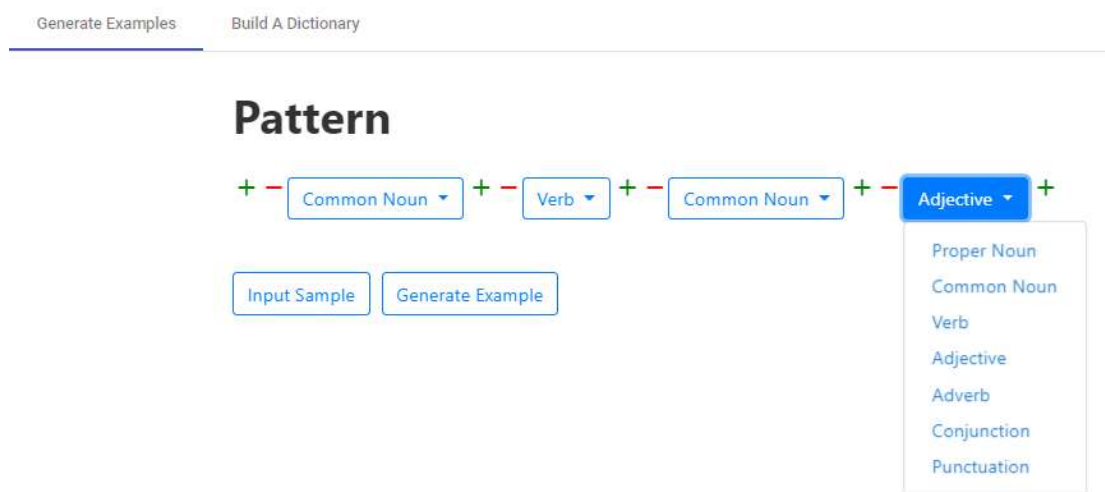 Generate Examples Build A Dictionary
Pattern
+ − Common Noun + − Verb + − Common Noun + − Adjective +
Input Sample Generate Example
Proper Noun
Common Noun
Verb
Adjective
Adverb
Conjunction
Punctuation